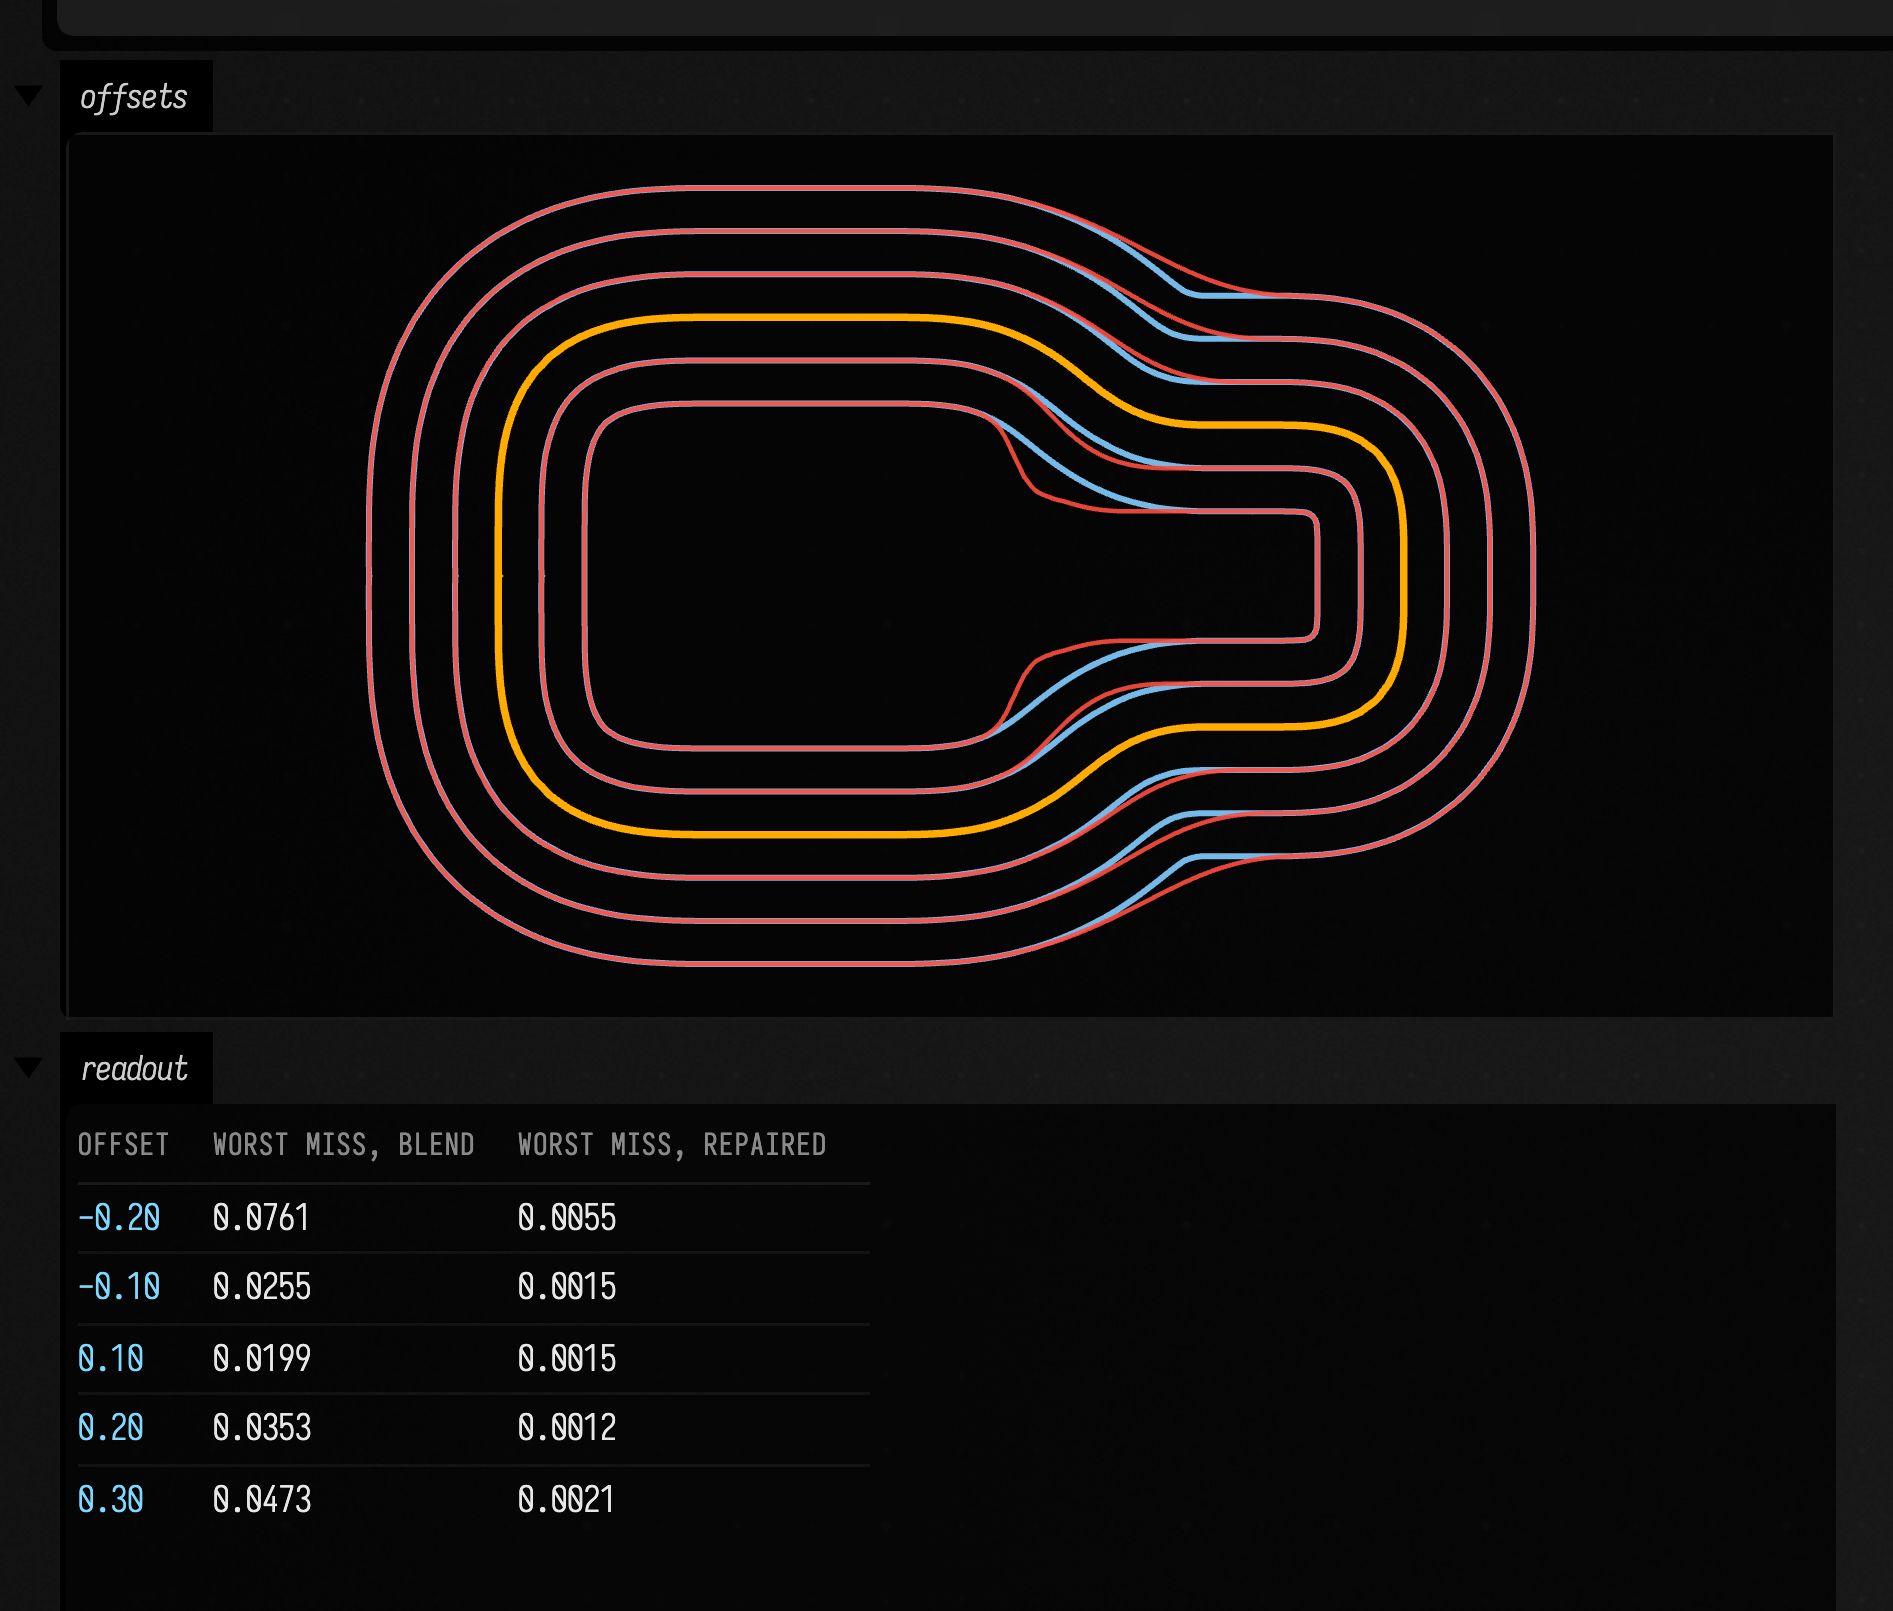 offsets
readout
OFFSET WORST MISS, BLEND WORST MISS, REPAIRED
-0.20 0.0761 0.0055
-0.10 0.0255 0.0015
0.10 0.0199 0.0015
0.20 0.0353 0.0012
0.30 0.0473 0.0021